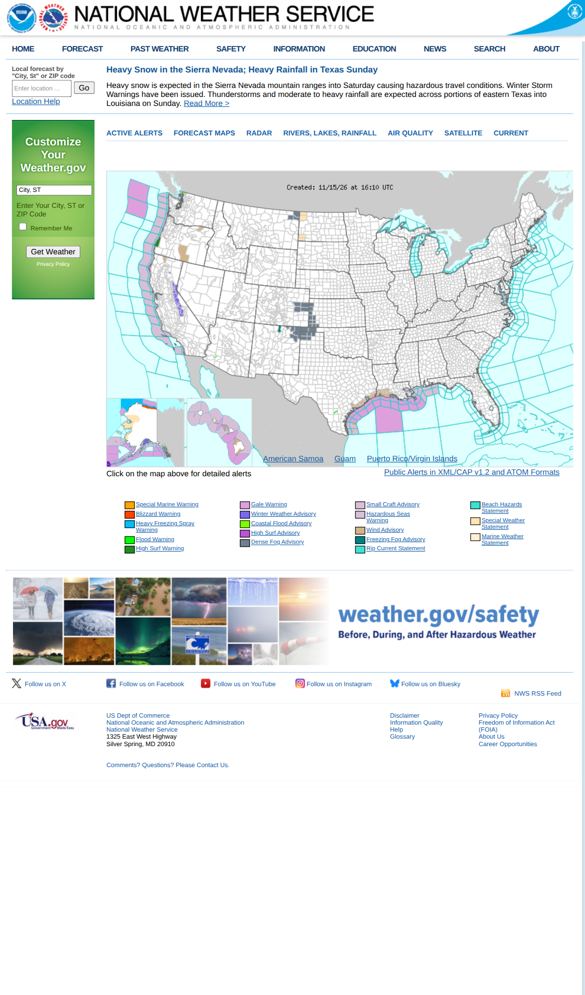 NATIONAL WEATHER SERVICE
NATIONAL OCEANIC AND ATMOSPHERIC ADMINISTRATION
HOME FORECAST PAST WEATHER SAFETY INFORMATION EDUCATION NEWS SEARCH ABOUT
Local forecast by
"City, St" or ZIP code
Enter location ... Go
Location Help
Heavy Snow in the Sierra Nevada; Heavy Rainfall in Texas Sunday
Heavy snow is expected in the Sierra Nevada mountain ranges into Saturday causing hazardous travel conditions. Winter Storm
Warnings have been issued. Thunderstorms and moderate to heavy rainfall are expected across portions of eastern Texas into
Louisiana on Sunday. Read More >
Customize
Your
Weather.gov
City, ST
Enter Your City, ST or
ZIP Code
Remember Me
Get Weather
Privacy Policy
ACTIVE ALERTS FORECAST MAPS RADAR RIVERS, LAKES, RAINFALL AIR QUALITY SATELLITE CURRENT
Created: 11/15/26 at 16:10 UTC
American Samoa Guam Puerto Rico/Virgin Islands
Click on the map above for detailed alerts
Public Alerts in XML/CAP v1.2 and ATOM Formats
Special Marine Warning
Blizzard Warning
Heavy Freezing Spray
Warning
Flood Warning
High Surf Warning
Gale Warning
Winter Weather Advisory
Coastal Flood Advisory
High Surf Advisory
Dense Fog Advisory
Small Craft Advisory
Hazardous Seas
Warning
Wind Advisory
Freezing Fog Advisory
Rip Current Statement
Beach Hazards
Statement
Special Weather
Statement
Marine Weather
Statement
weather.gov/safety
Before, During, and After Hazardous Weather
Follow us on X
Follow us on Facebook
Follow us on YouTube
Follow us on Instagram
Follow us on Bluesky
NWS RSS Feed
USA.gov
US Dept of Commerce
National Oceanic and Atmospheric Administration
National Weather Service
1325 East West Highway
Silver Spring, MD 20910
Comments? Questions? Please Contact Us.
Disclaimer
Information Quality
Help
Glossary
Privacy Policy
Freedom of Information Act
(FOIA)
About Us
Career Opportunities